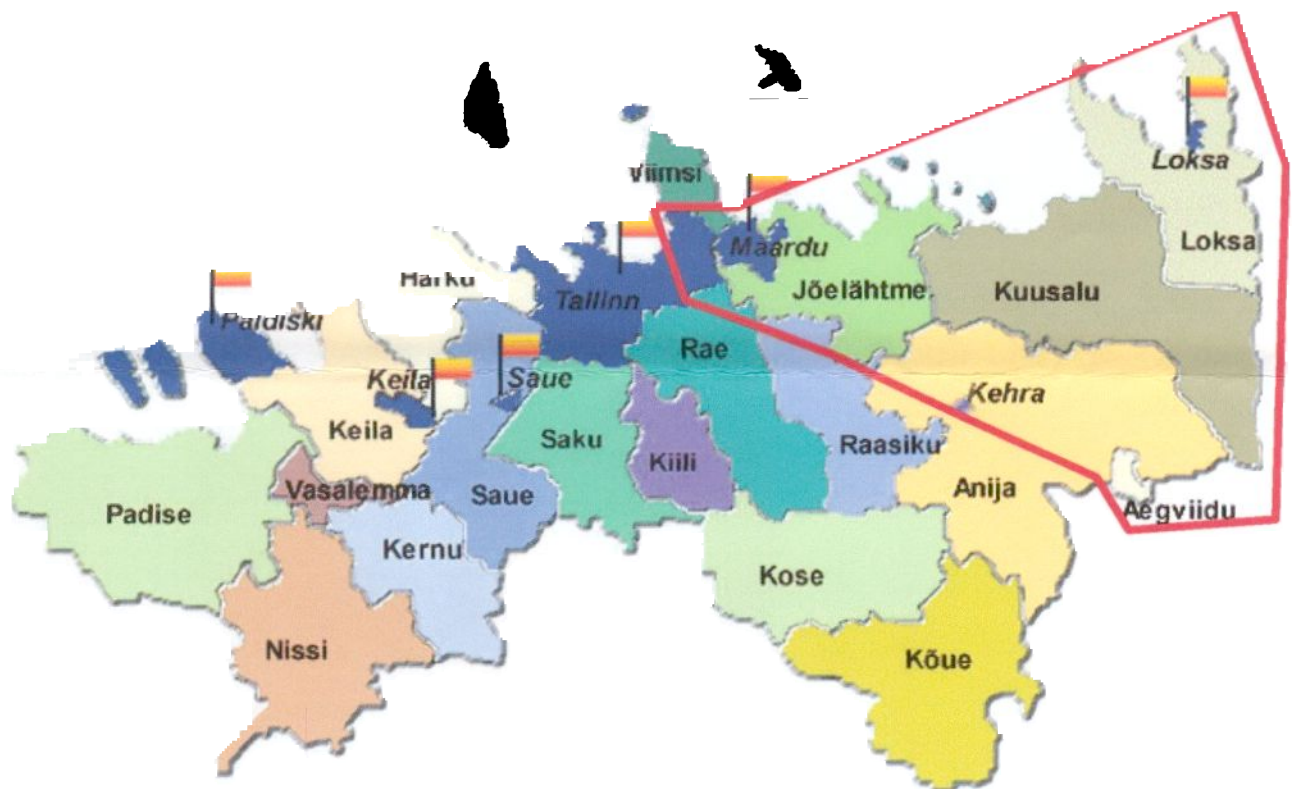 Loksa
viimsi
Loksa
Maardu
Harku
Jõelähtme
Kuusalu
Tallinn
Paldiski
Rae
Keila
Saue
Kehra
Keila
Saku
Raasiku
Kiili
Vasalemma
Saue
Anija
Padise
Aegviidu
Kernu
Kose
Nissi
Kõue